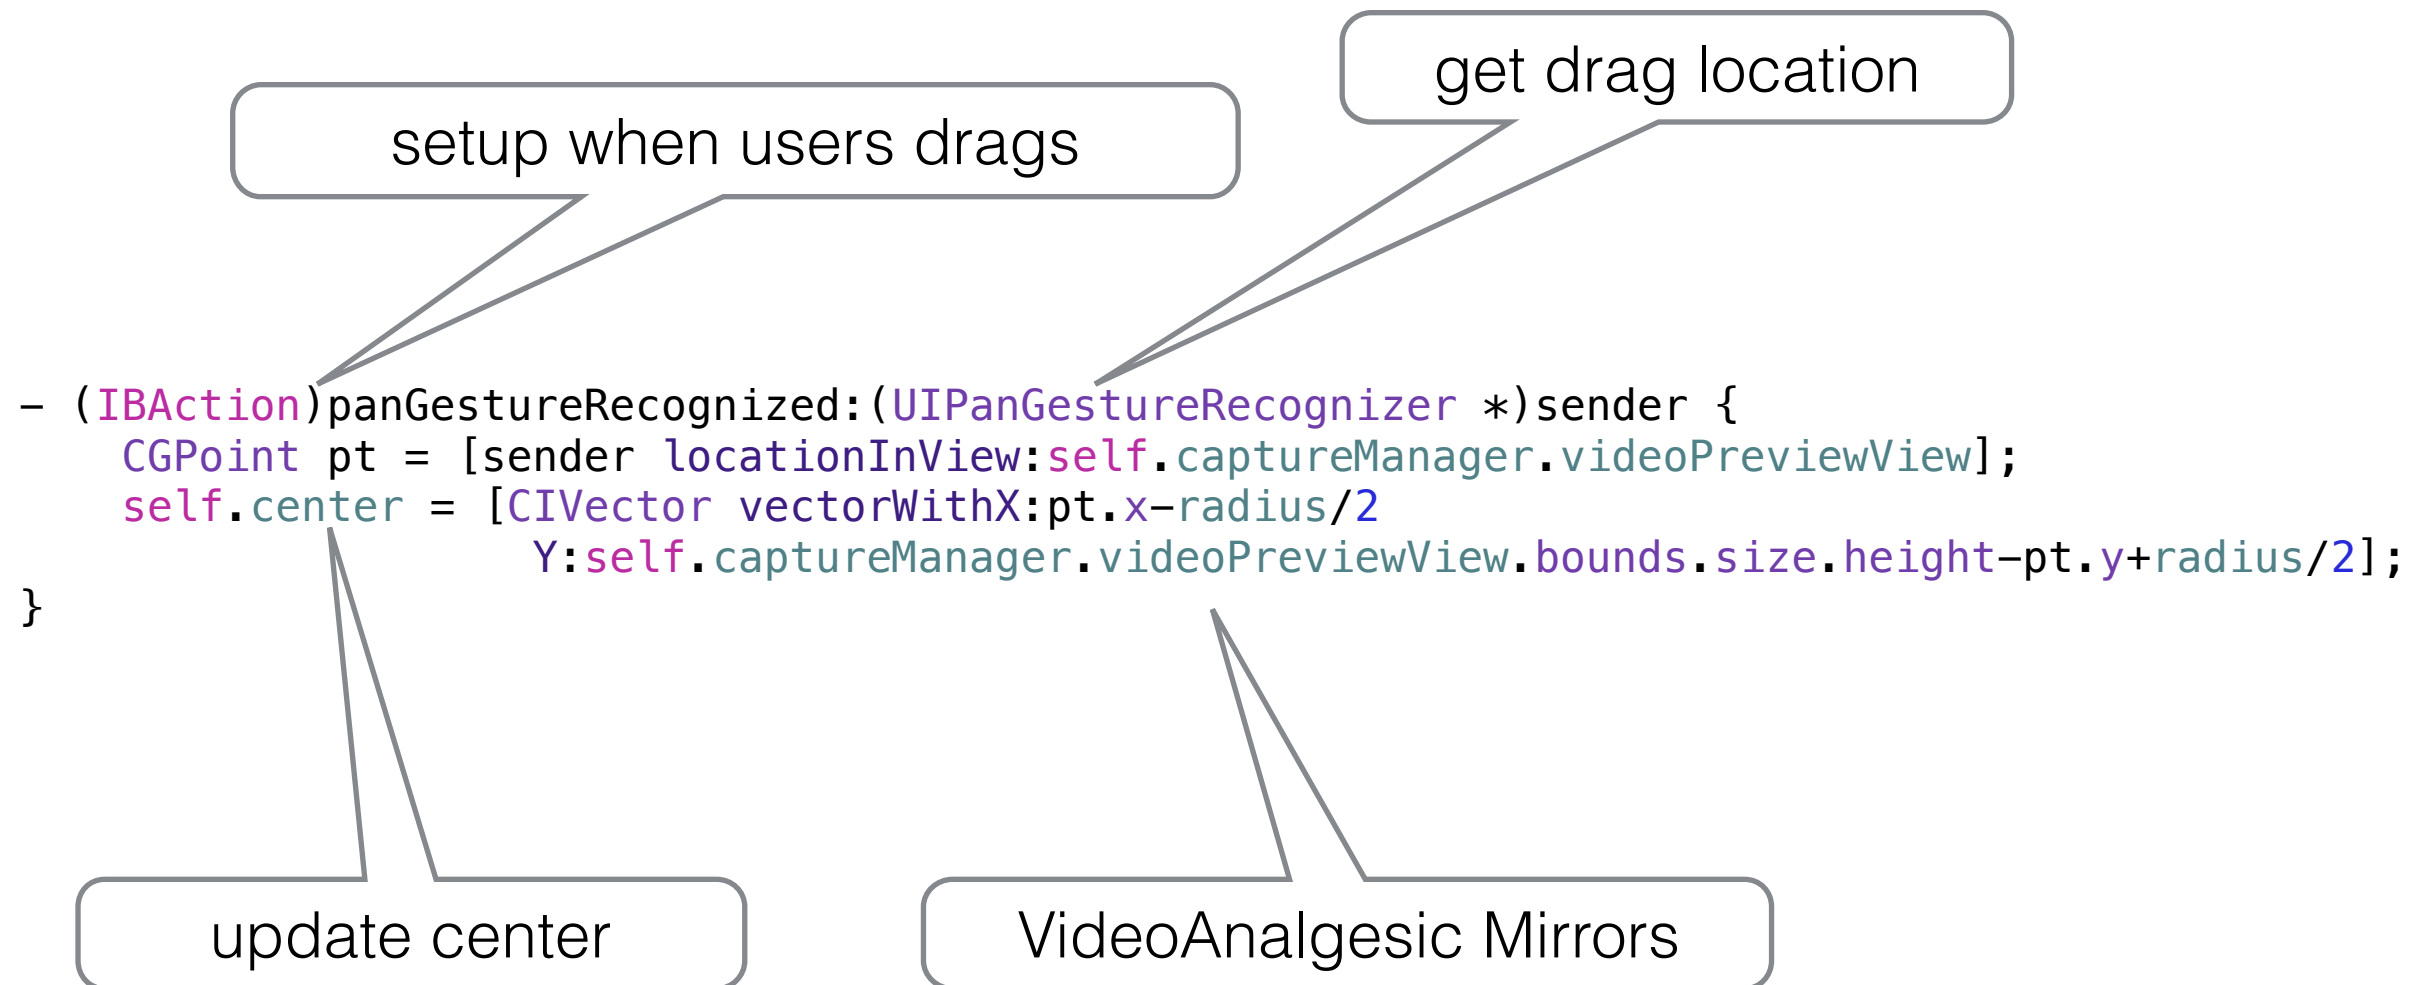 get drag location
setup when users drags
- (IBAction)panGestureRecognized:(UIPanGestureRecognizer *)sender {
    CGPoint pt = [sender locationInView:self.captureManager.videoPreviewView];
    self.center = [CIVector vectorWithX:pt.x-radius/2
                    Y:self.captureManager.videoPreviewView.bounds.size.height-pt.y+radius/2];
}
update center
VideoAnalgesic Mirrors